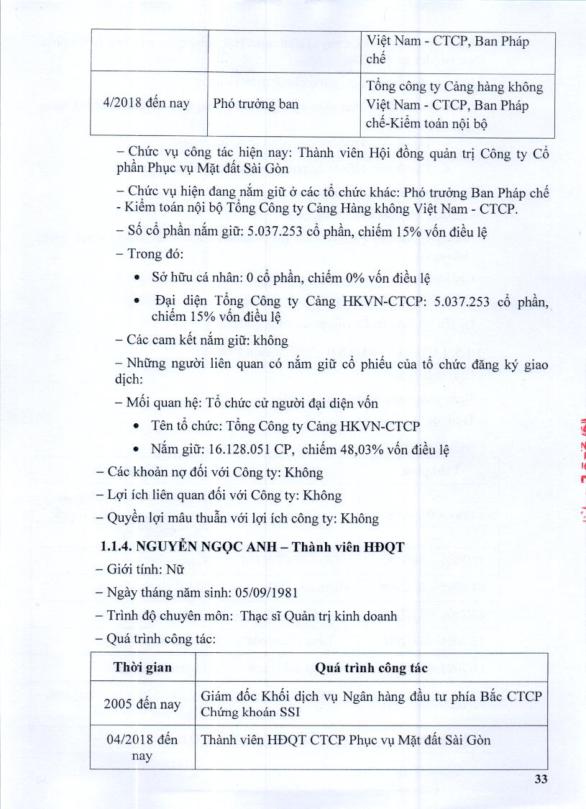 Việt Nam - CTCP, Ban Pháp
chế
4/2018 đến nay
Phó trưởng ban
Tổng công ty Cảng hàng không
Việt Nam - CTCP, Ban Pháp
chế-Kiểm toán nội bộ
– Chức vụ công tác hiện nay: Thành viên Hội đồng quản trị Công ty Cổ
phần Phục vụ Mặt đất Sài Gòn
– Chức vụ hiện đang nắm giữ ở các tổ chức khác: Phó trưởng Ban Pháp chế
- Kiểm toán nội bộ Tổng Công ty Cảng Hàng không Việt Nam - CTCP.
– Số cổ phần nắm giữ: 5.037.253 cổ phần, chiếm 15% vốn điều lệ
– Trong đó:
• Sở hữu cá nhân: 0 cổ phần, chiếm 0% vốn điều lệ
• Đại diện Tổng Công ty Cảng HKVN-CTCP: 5.037.253 cổ phần,
chiếm 15% vốn điều lệ
– Các cam kết nắm giữ: không
– Những người liên quan có nắm giữ cổ phiếu của tổ chức đăng ký giao
dịch:
– Mối quan hệ: Tổ chức cử người đại diện vốn
• Tên tổ chức: Tổng Công ty Cảng HKVN-CTCP
• Nắm giữ: 16.128.051 CP, chiếm 48,03% vốn điều lệ
– Các khoản nợ đối với Công ty: Không
– Lợi ích liên quan đối với Công ty: Không
– Quyền lợi mâu thuẫn với lợi ích công ty: Không
1.1.4. NGUYỄN NGỌC ANH – Thành viên HĐQT
– Giới tính: Nữ
– Ngày tháng năm sinh: 05/09/1981
– Trình độ chuyên môn: Thạc sĩ Quản trị kinh doanh
– Quá trình công tác:
Thời gian
Quá trình công tác
2005 đến nay
Giám đốc Khối dịch vụ Ngân hàng đầu tư phía Bắc CTCP
Chứng khoán SSI
04/2018 đến
nay
Thành viên HĐQT CTCP Phục vụ Mặt đất Sài Gòn
33